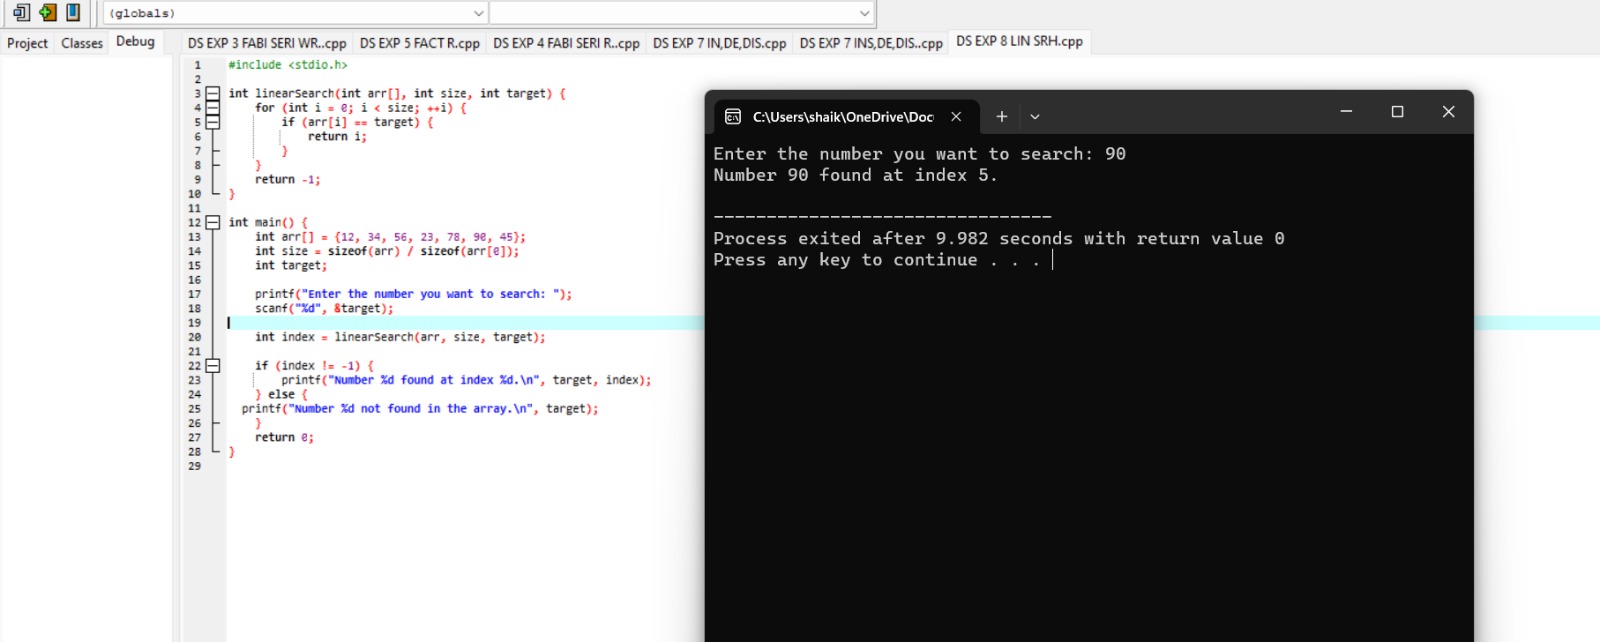 (globals)
Project Classes Debug
DS EXP 3 FABI SERI WR..cpp DS EXP 5 FACT R.cpp DS EXP 4 FABI SERI R..cpp DS EXP 7 IN,DE,DIS.cpp DS EXP 7 INS,DE,DIS..cpp DS EXP 8 LIN SRH.cpp
1 #include <stdio.h>
2
3 int linearSearch(int arr[], int size, int target) {
4 for (int i = 0; i < size; ++i) {
5 if (arr[i] == target) {
6 return i;
7 }
8 }
9 return -1;
10 }
11
12 int main() {
13 int arr[] = {12, 34, 56, 23, 78, 90, 45};
14 int size = sizeof(arr) / sizeof(arr[0]);
15 int target;
16
17 printf("Enter the number you want to search: ");
18 scanf("%d", &target);
19
20 int index = linearSearch(arr, size, target);
21
22 if (index != -1) {
23 printf("Number %d found at index %d.\n", target, index);
24 } else {
25 printf("Number %d not found in the array.\n", target);
26 }
27 return 0;
28 }
29
C:\Users\shaik\OneDrive\Doc
Enter the number you want to search: 90
Number 90 found at index 5.
--------------------------------
Process exited after 9.982 seconds with return value 0
Press any key to continue . . .